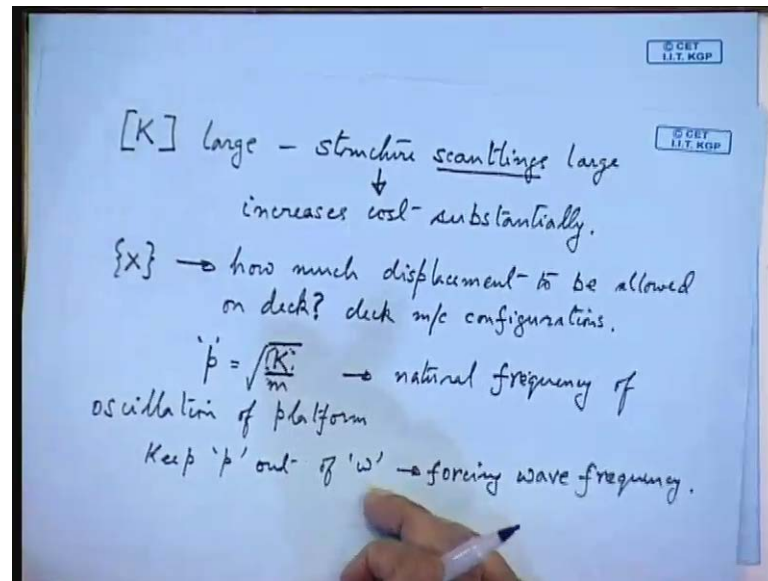 © CET
I.I.T. KGP
© CET
I.I.T. KGP
[K] large – structure scantlings large
↓
increases cost substantially.
{x} → how much displacement to be allowed
on deck? deck m/c configurations.
'p' = √K/m → natural frequency of
oscillation of platform
Keep 'p' out of 'ω' → forcing wave frequency.